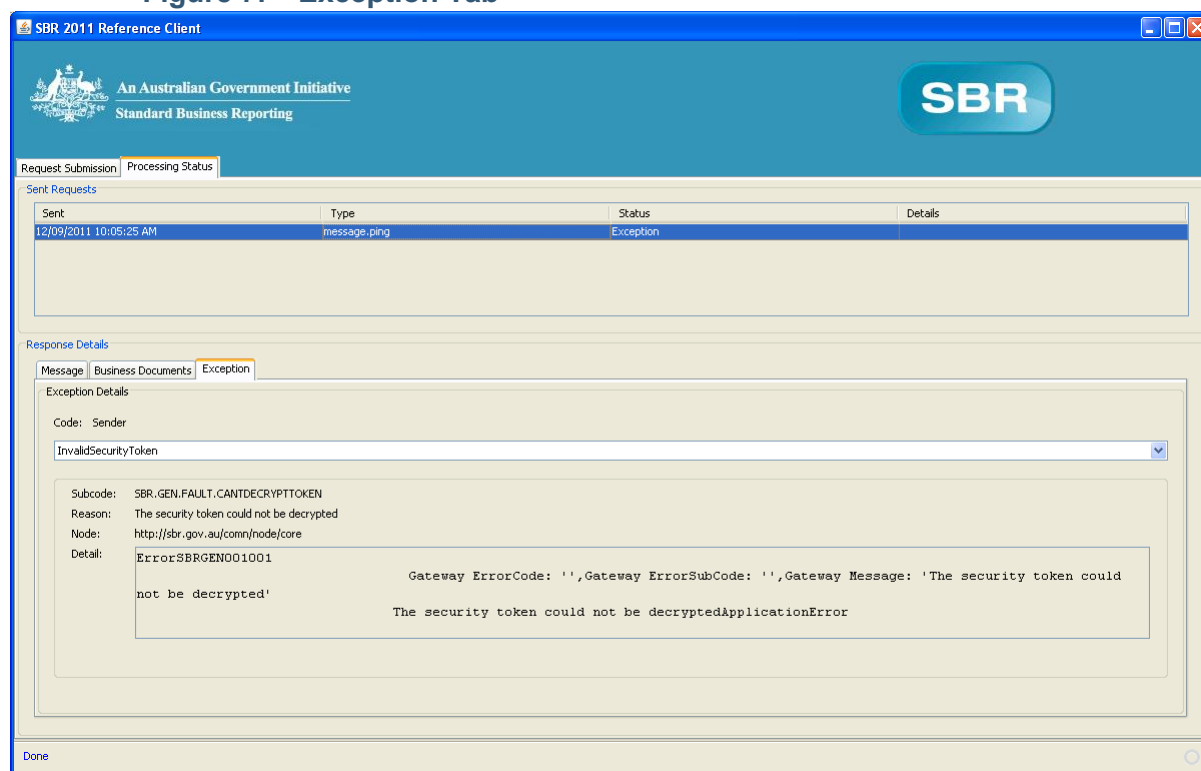 Figure 7: Exception Tab
SBR 2011 Reference Client
An Australian Government Initiative
Standard Business Reporting
SBR
Request Submission Processing Status
Sent Requests
Sent Type Status Details
12/09/2011 10:05:25 AM message.ping Exception
Response Details
Message Business Documents Exception
Exception Details
Code: Sender
InvalidSecurityToken
Subcode: SBR.GEN.FAULT.CANTDECRYPTTOKEN
Reason: The security token could not be decrypted
Node: http://sbr.gov.au/comn/node/core
Detail: ErrorSBRGEN001001
Gateway ErrorCode: '',Gateway ErrorSubCode: '',Gateway Message: 'The security token could
not be decrypted'
The security token could not be decryptedApplicationError
Done